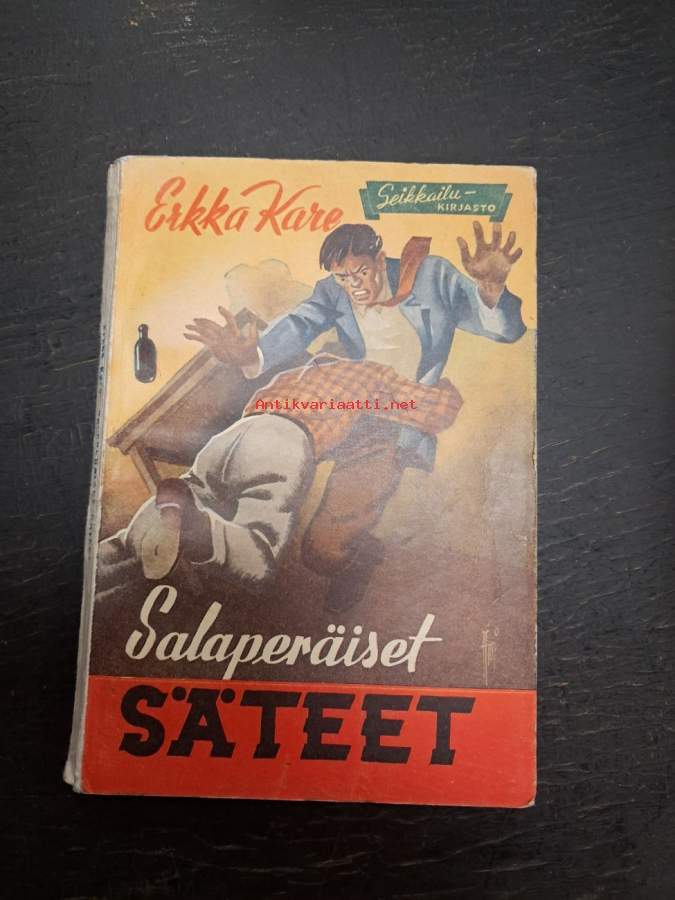 Erkka Kare
Seikkailu-
KIRJASTO
Antikvariaatti.net
Salaperäiset
SÄTEET